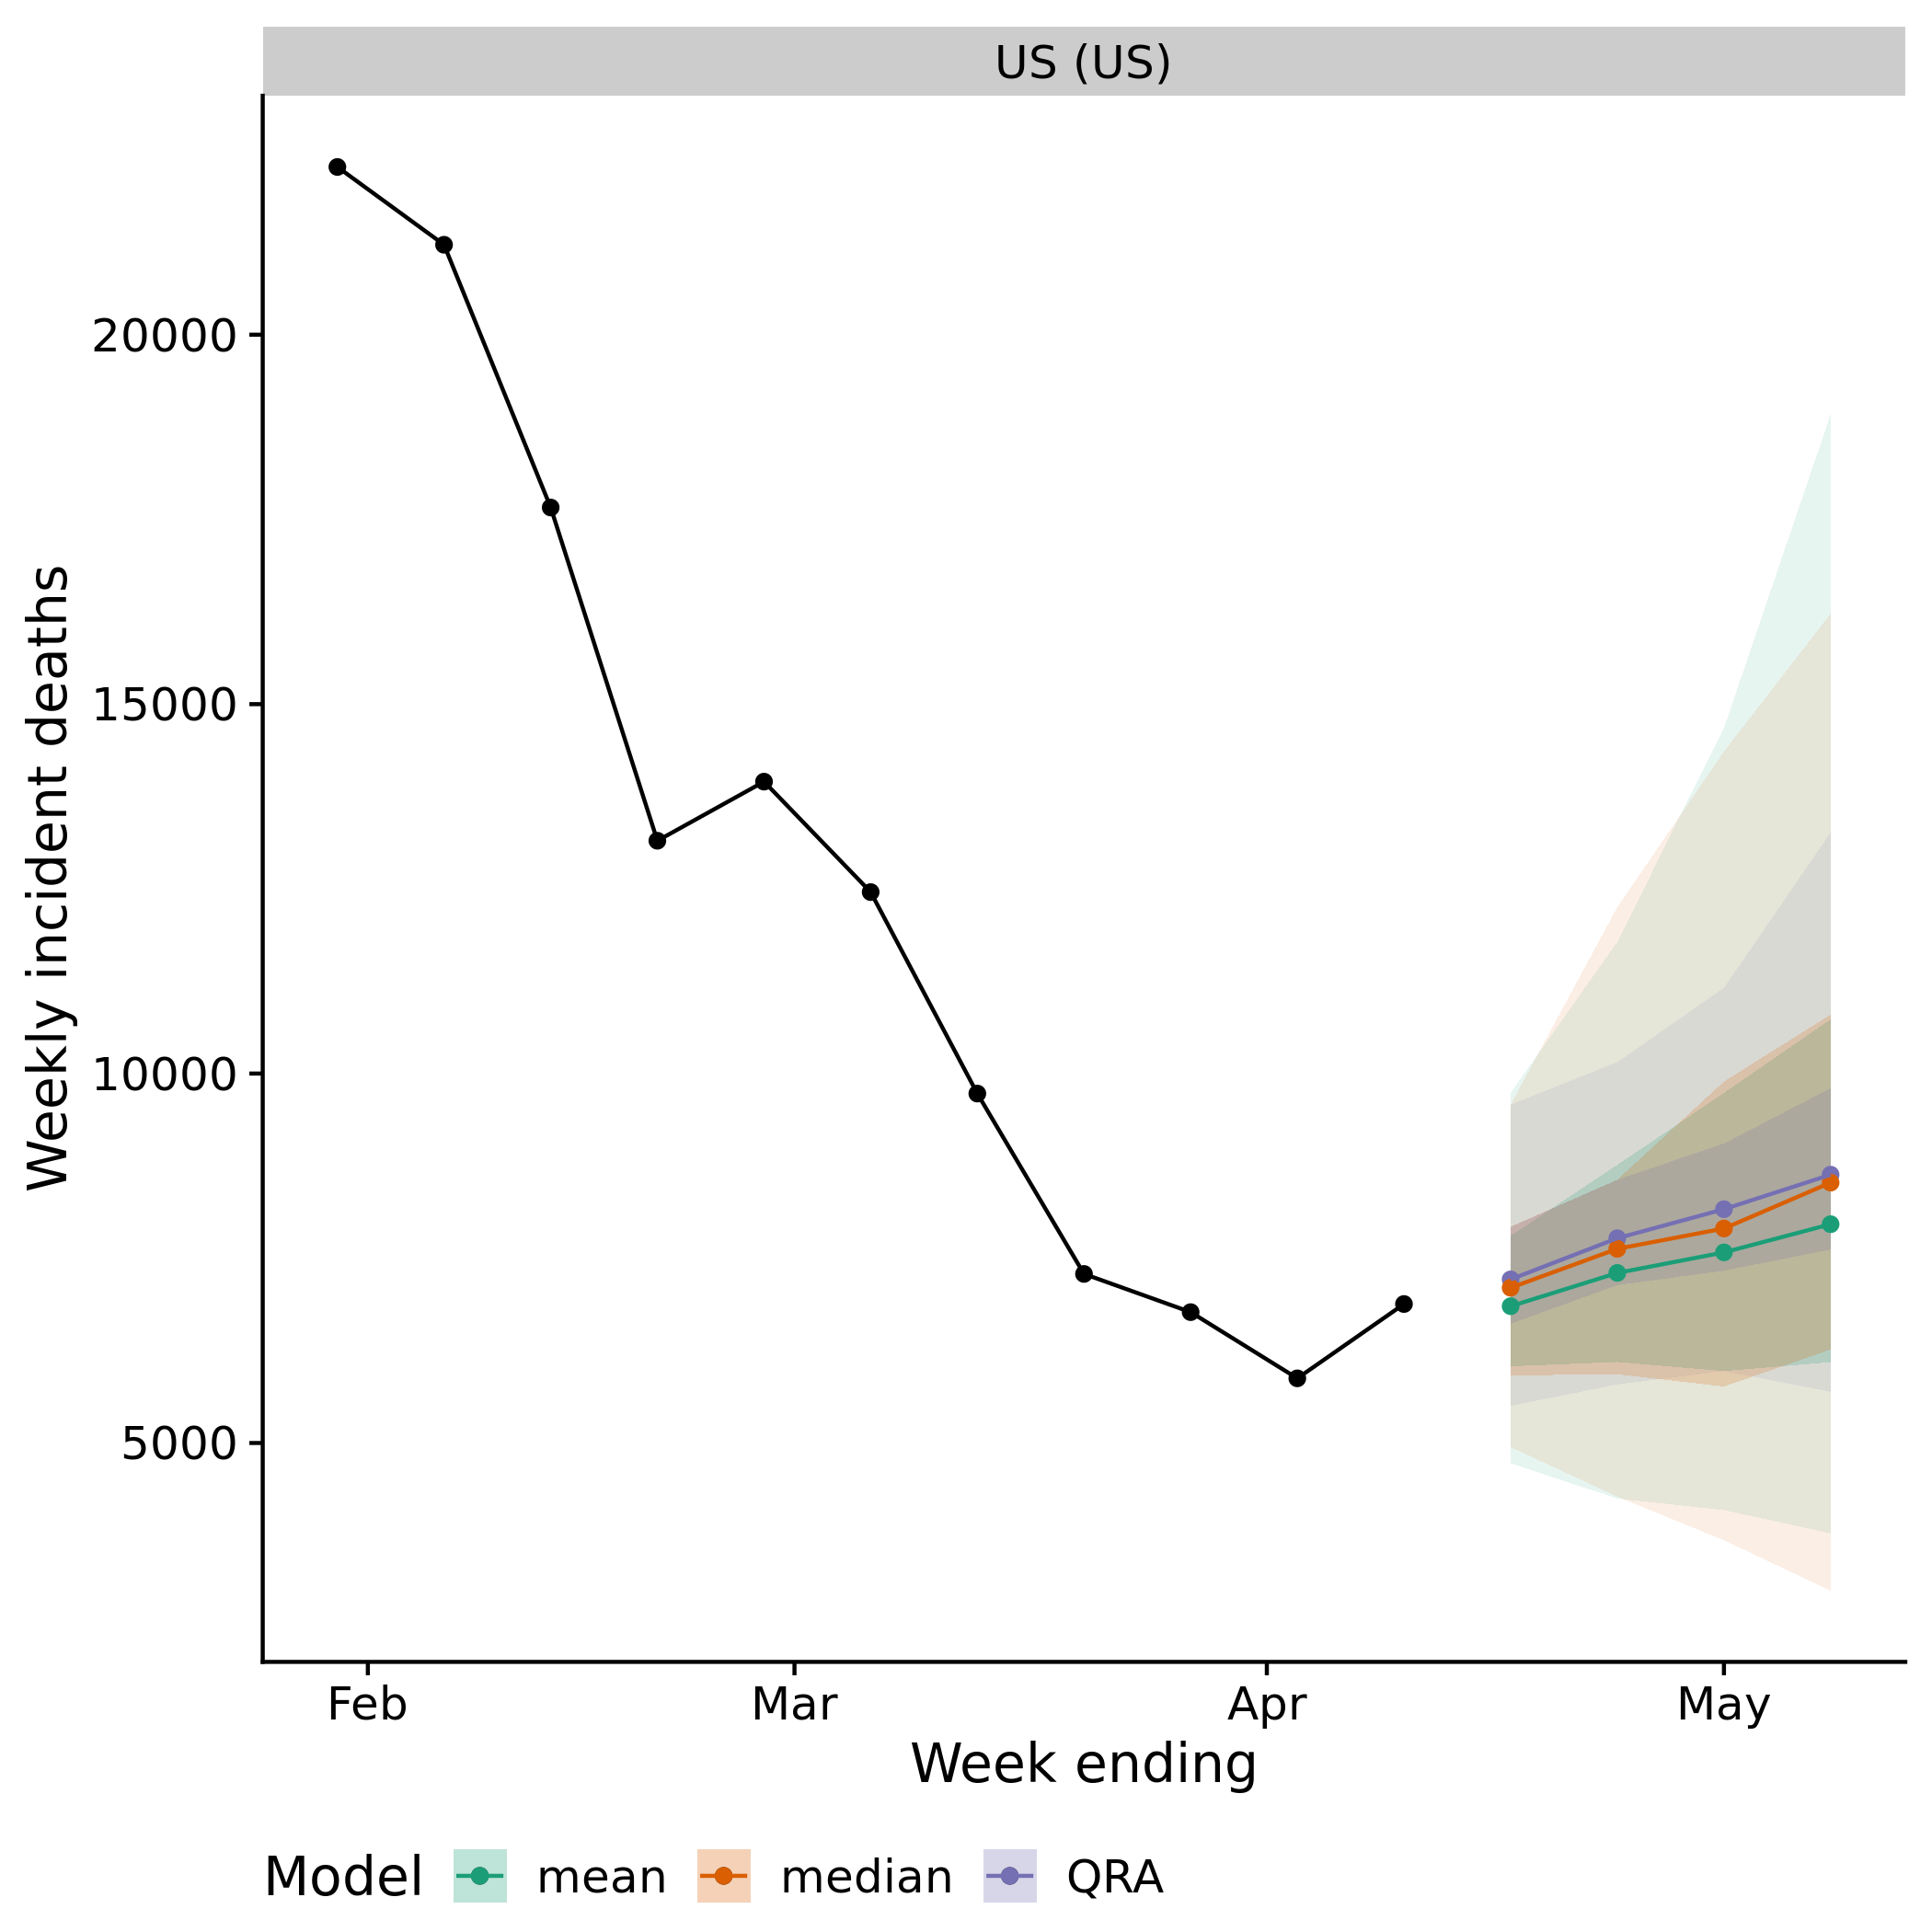 US (US)
Weekly incident deaths
20000
15000
10000
5000
Feb Mar Apr May
Week ending
Model mean median QRA